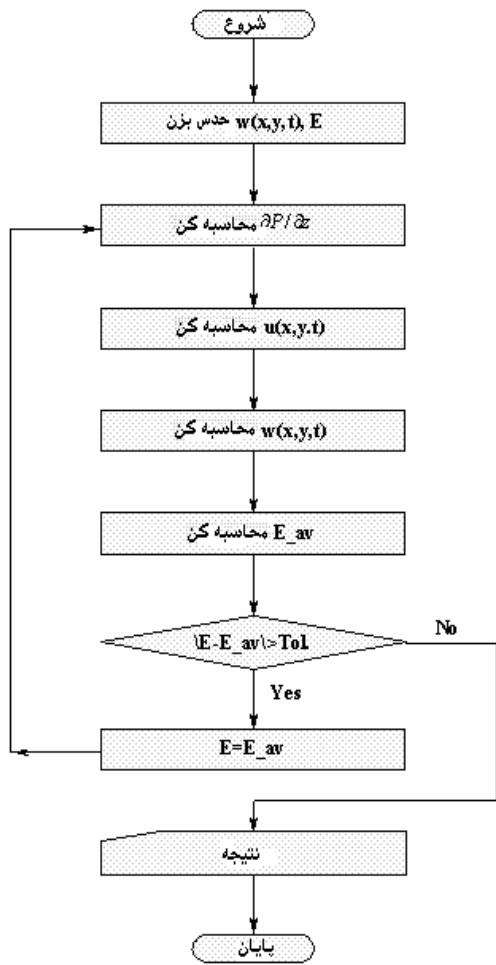 شروع
حدس بزن w(x,y,t), E
محاسبه کن ∂P/∂z
محاسبه کن u(x,y.t)
محاسبه کن w(x,y,t)
محاسبه کن E_av
\E-E_av\>Tol.
No
Yes
E=E_av
نتیجه
پایان